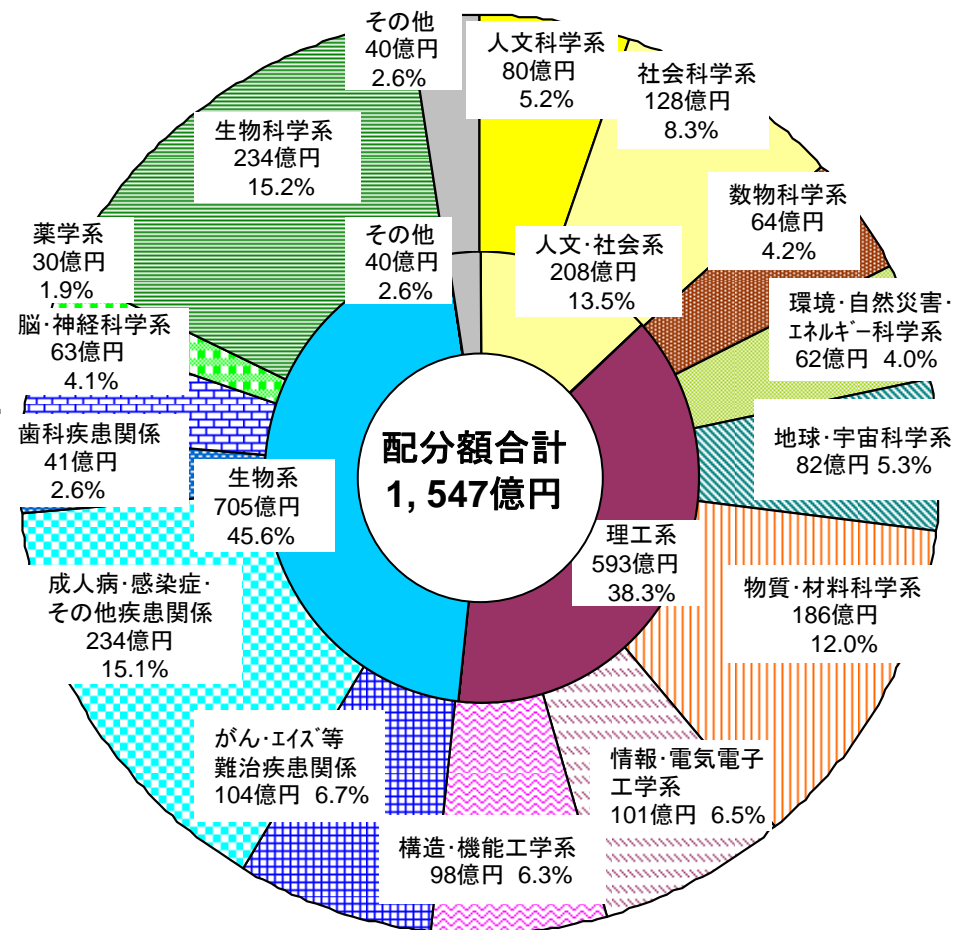 その他
40億円
2.6%
人文科学系
80億円
5.2%
社会科学系
128億円
8.3%
数物科学系
64億円
4.2%
環境・自然災害・
ｴﾈﾙｷﾞｰ科学系
62億円 4.0%
地球・宇宙科学系
82億円 5.3%
物質・材料科学系
186億円
12.0%
情報・電気電子
工学系
101億円 6.5%
構造・機能工学系
98億円 6.3%
がん・ｴｲｽﾞ等
難治疾患関係
104億円 6.7%
成人病・感染症・
その他疾患関係
234億円
15.1%
歯科疾患関係
41億円
2.6%
脳・神経科学系
63億円
4.1%
薬学系
30億円
1.9%
生物科学系
234億円
15.2%
その他
40億円
2.6%
人文・社会系
208億円
13.5%
理工系
593億円
38.3%
生物系
705億円
45.6%
配分額合計
1, 547億円